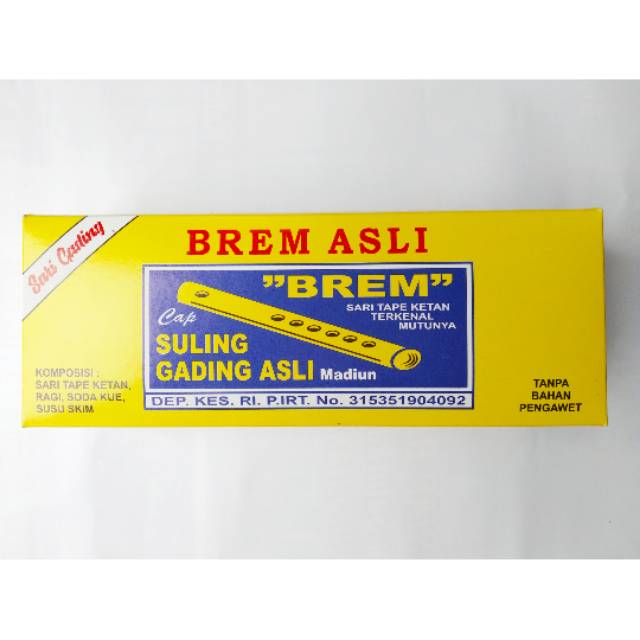 Sari Gading
BREM ASLI
"BREM"
SARI TAPE KETAN
TERKENAL
MUTUNYA
Cap
SULING
GADING ASLI Madiun
DEP. KES. RI. P.IRT. No. 315351904092
KOMPOSISI :
SARI TAPE KETAN,
RAGI, SODA KUE,
SUSU SKIM
TANPA
BAHAN
PENGAWET